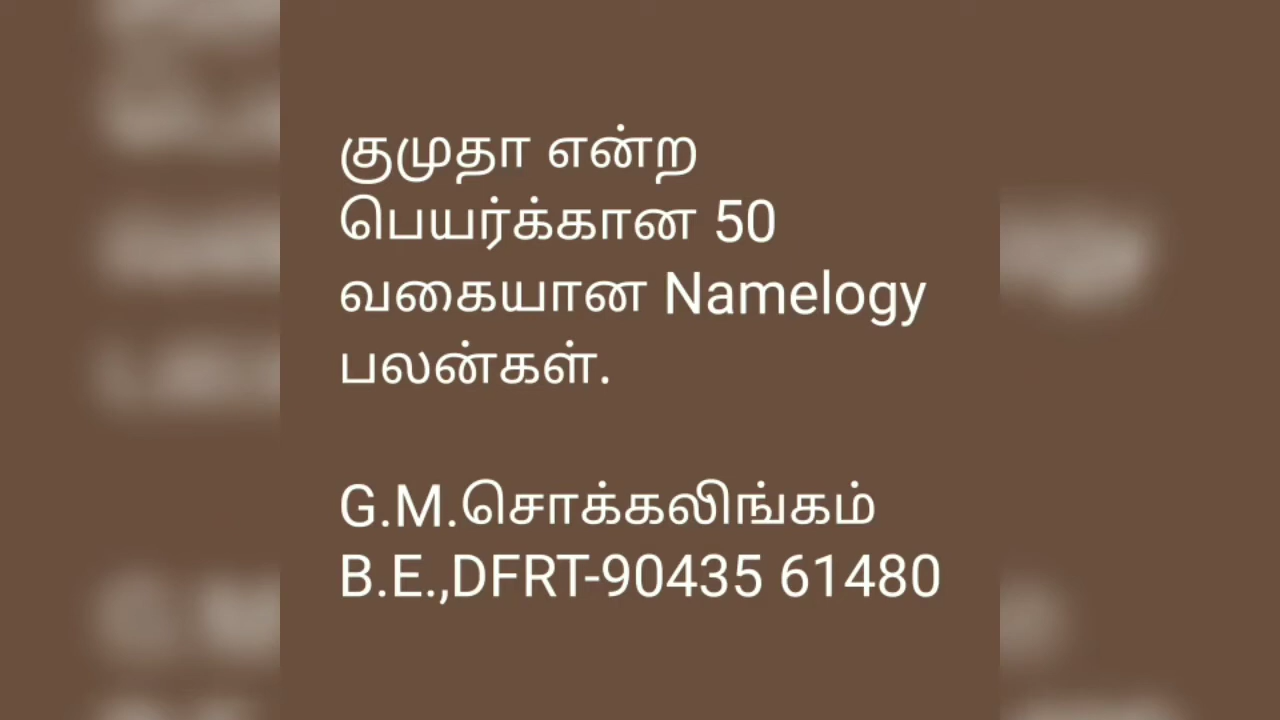 குமுதா என்ற
பெயர்க்கான 50
வகையான Namelogy
பலன்கள்.
G.M.சொக்கலிங்கம்
B.E.,DFRT-90435 61480